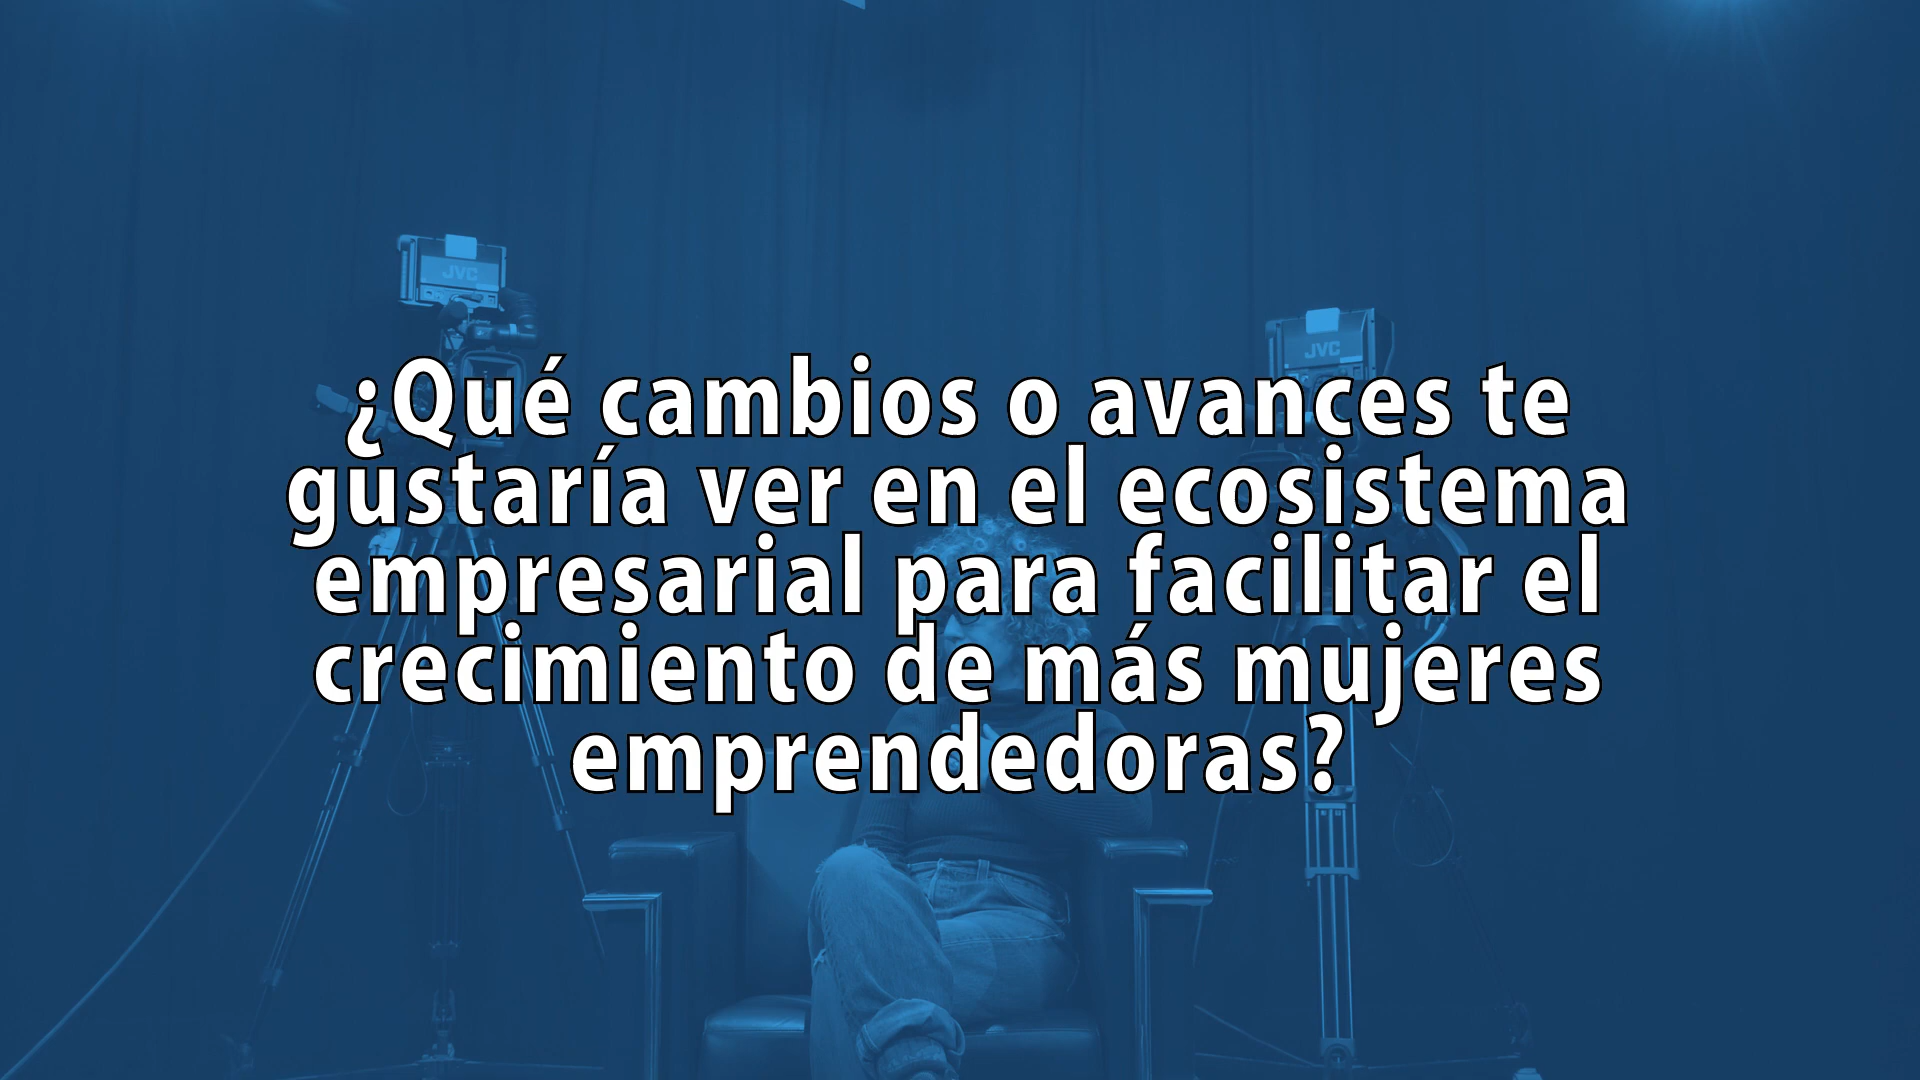 JVC
JVC
¿Qué cambios o avances te
gustaría ver en el ecosistema
empresarial para facilitar el
crecimiento de más mujeres
emprendedoras?